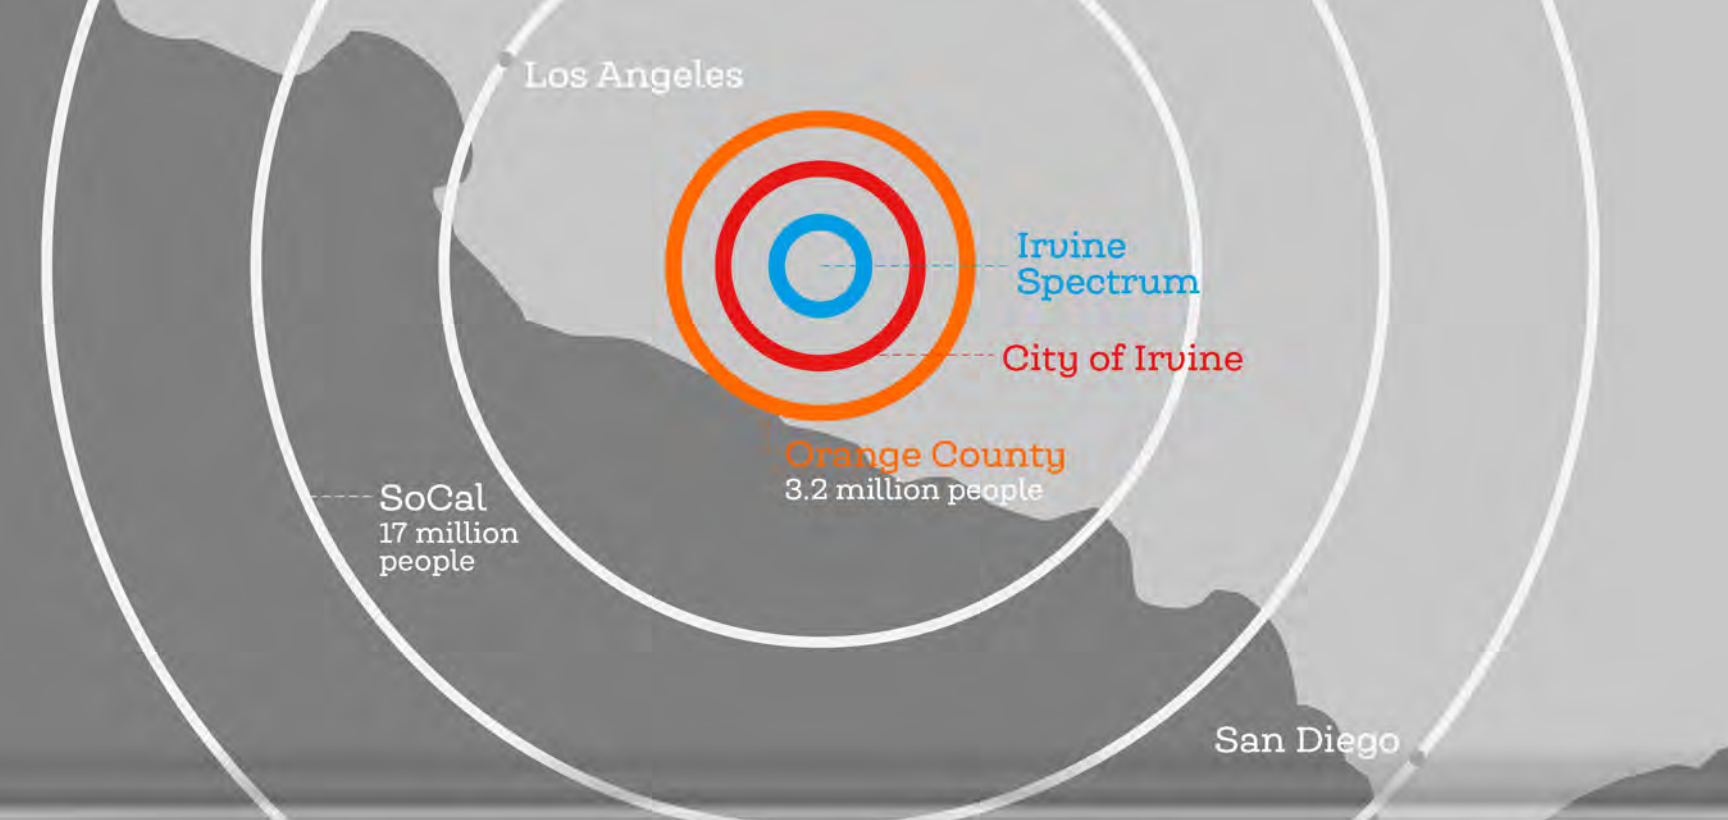 Los Angeles
Irvine
Spectrum
City of Irvine
Orange County
3.2 million people
SoCal
17 million
people
San Diego